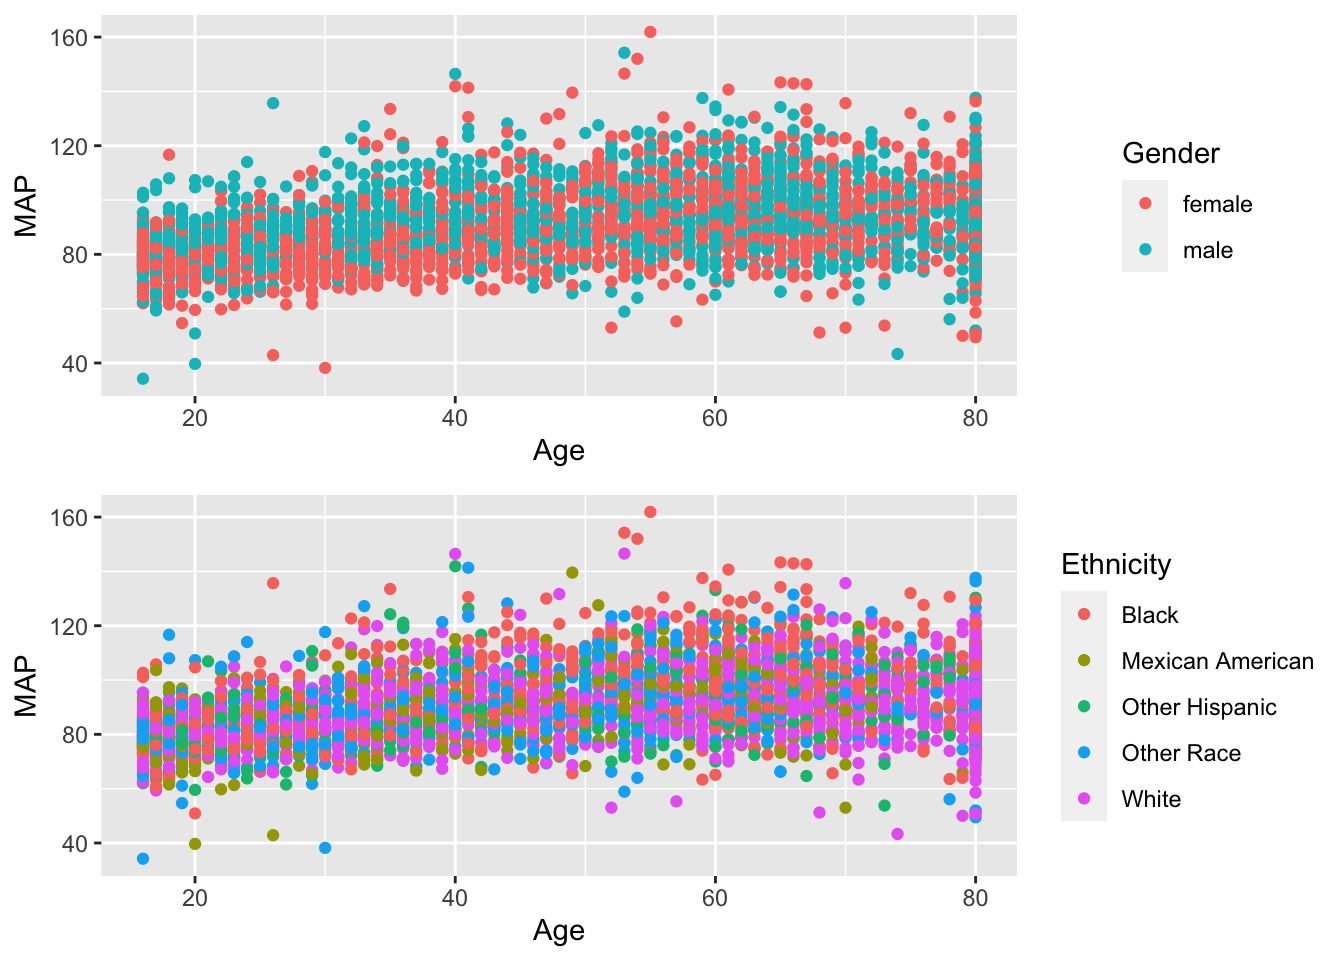 160
120
80
40
MAP
20 40 60 80
Age
Gender
female
male
160
120
80
40
MAP
20 40 60 80
Age
Ethnicity
Black
Mexican American
Other Hispanic
Other Race
White